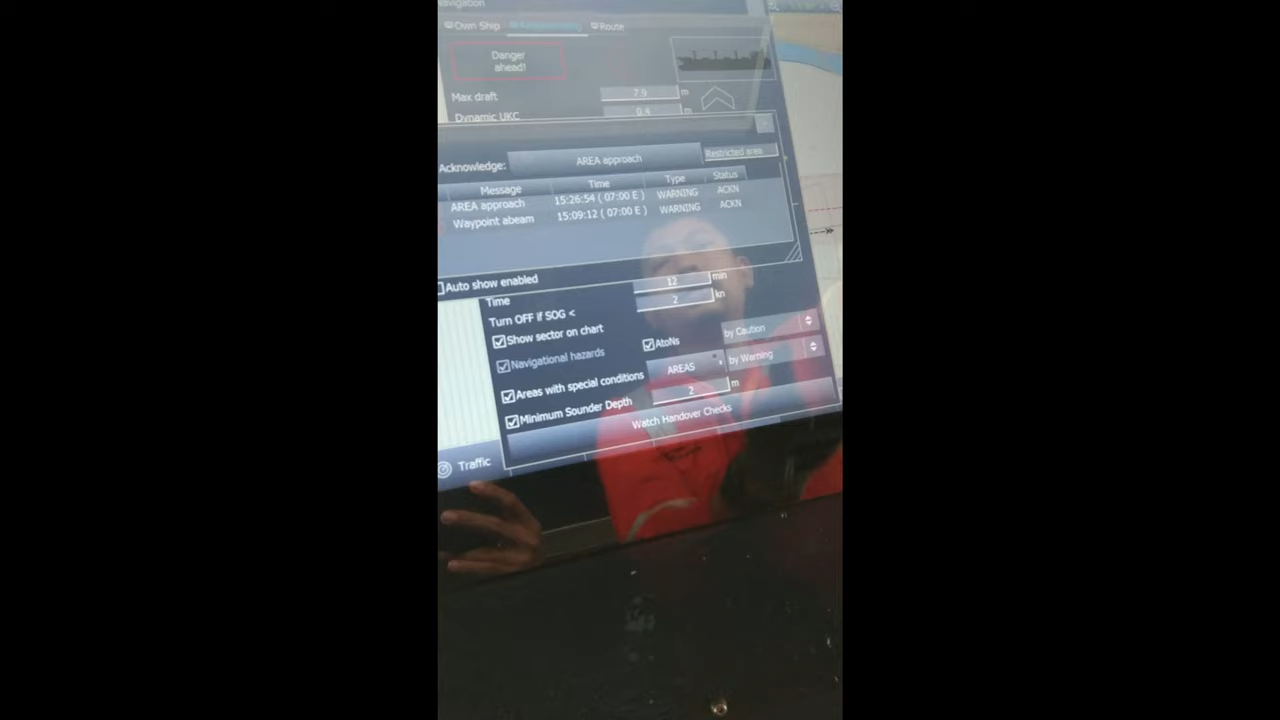 Navigation
Own Ship Route
Danger
ahead!
Max draft 7.9 m
Dynamic UKC 0.4 m
Acknowledge: AREA approach Restricted area
Message Time Type Status
AREA approach 15:26:54 ( 07:00 E ) WARNING ACKN
Waypoint abeam 15:09:12 ( 07:00 E ) WARNING ACKN
Auto show enabled
Time 12 min
Turn OFF if SOG < 2 kn
Show sector on chart
Navigational hazards AtoNs by Caution
Areas with special conditions AREAS by Warning
Minimum Sounder Depth 2 m
Watch Handover Checks
Traffic